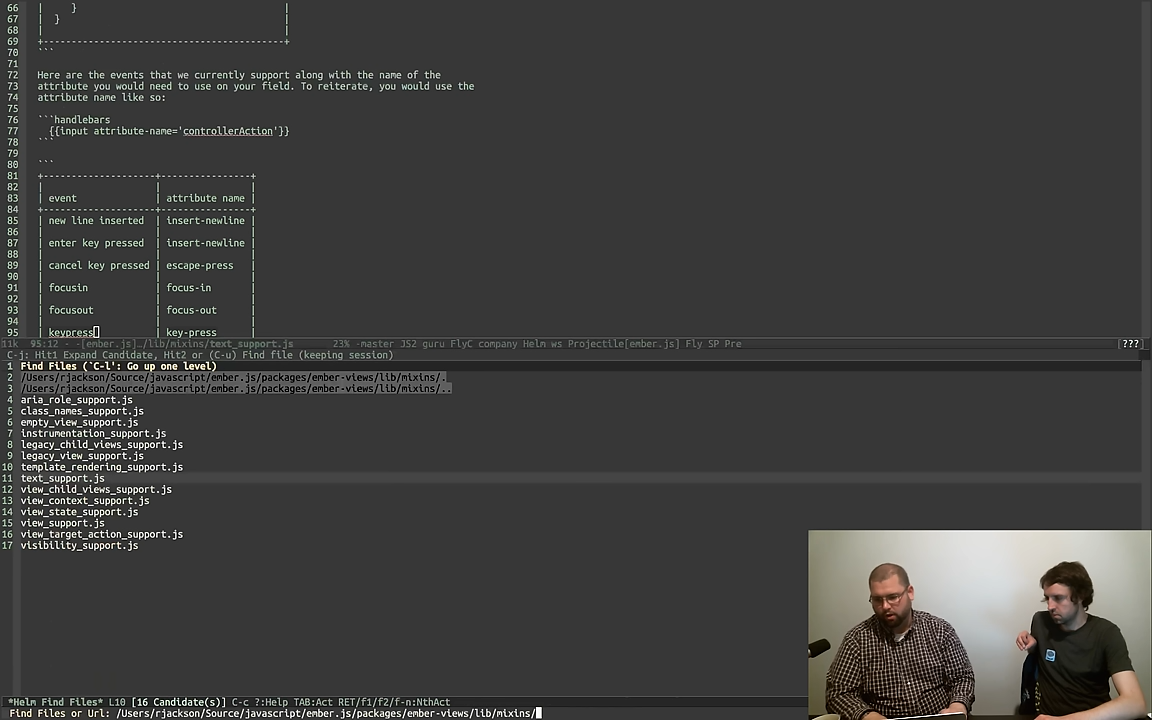 66 |     }                                     |
67 |  }                                        |
68 |                                           |
69 +-------------------------------------------+
70 ```
71
72 Here are the events that we currently support along with the name of the
73 attribute you would need to use on your field. To reiterate, you would use the
74 attribute name like so:
75
76 ```handlebars
77   {{input attribute-name='controllerAction'}}
78 ```
79
80 ```
81 +--------------------+----------------+
82 |                    |                |
83 | event              | attribute name |
84 +--------------------+----------------+
85 | new line inserted  | insert-newline |
86 |                    |                |
87 | enter key pressed  | insert-newline |
88 |                    |                |
89 | cancel key pressed | escape-press   |
90 |                    |                |
91 | focusin            | focus-in       |
92 |                    |                |
93 | focusout           | focus-out      |
94 |                    |                |
95 | keypress           | key-press      |
11k 95:12 - -[ember.js]…/lib/mixins/text_support.js 23% -master JS2 guru FlyC company Helm ws Projectile[ember.js] Fly SP Pre |???
C-j: Hit1 Expand Candidate, Hit2 or (C-u) Find file (keeping session)
1 Find Files (`C-l': Go up one level)
2 /Users/rjackson/Source/javascript/ember.js/packages/ember-views/lib/mixins/.
3 /Users/rjackson/Source/javascript/ember.js/packages/ember-views/lib/mixins/..
4 aria_role_support.js
5 class_names_support.js
6 empty_view_support.js
7 instrumentation_support.js
8 legacy_child_views_support.js
9 legacy_view_support.js
10 template_rendering_support.js
11 text_support.js
12 view_child_views_support.js
13 view_context_support.js
14 view_state_support.js
15 view_support.js
16 view_target_action_support.js
17 visibility_support.js
*Helm Find Files* L10 [16 Candidate(s)] C-c ?:Help TAB:Act RET/f1/f2/f-n:NthAct
Find Files or Url: /Users/rjackson/Source/javascript/ember.js/packages/ember-views/lib/mixins/